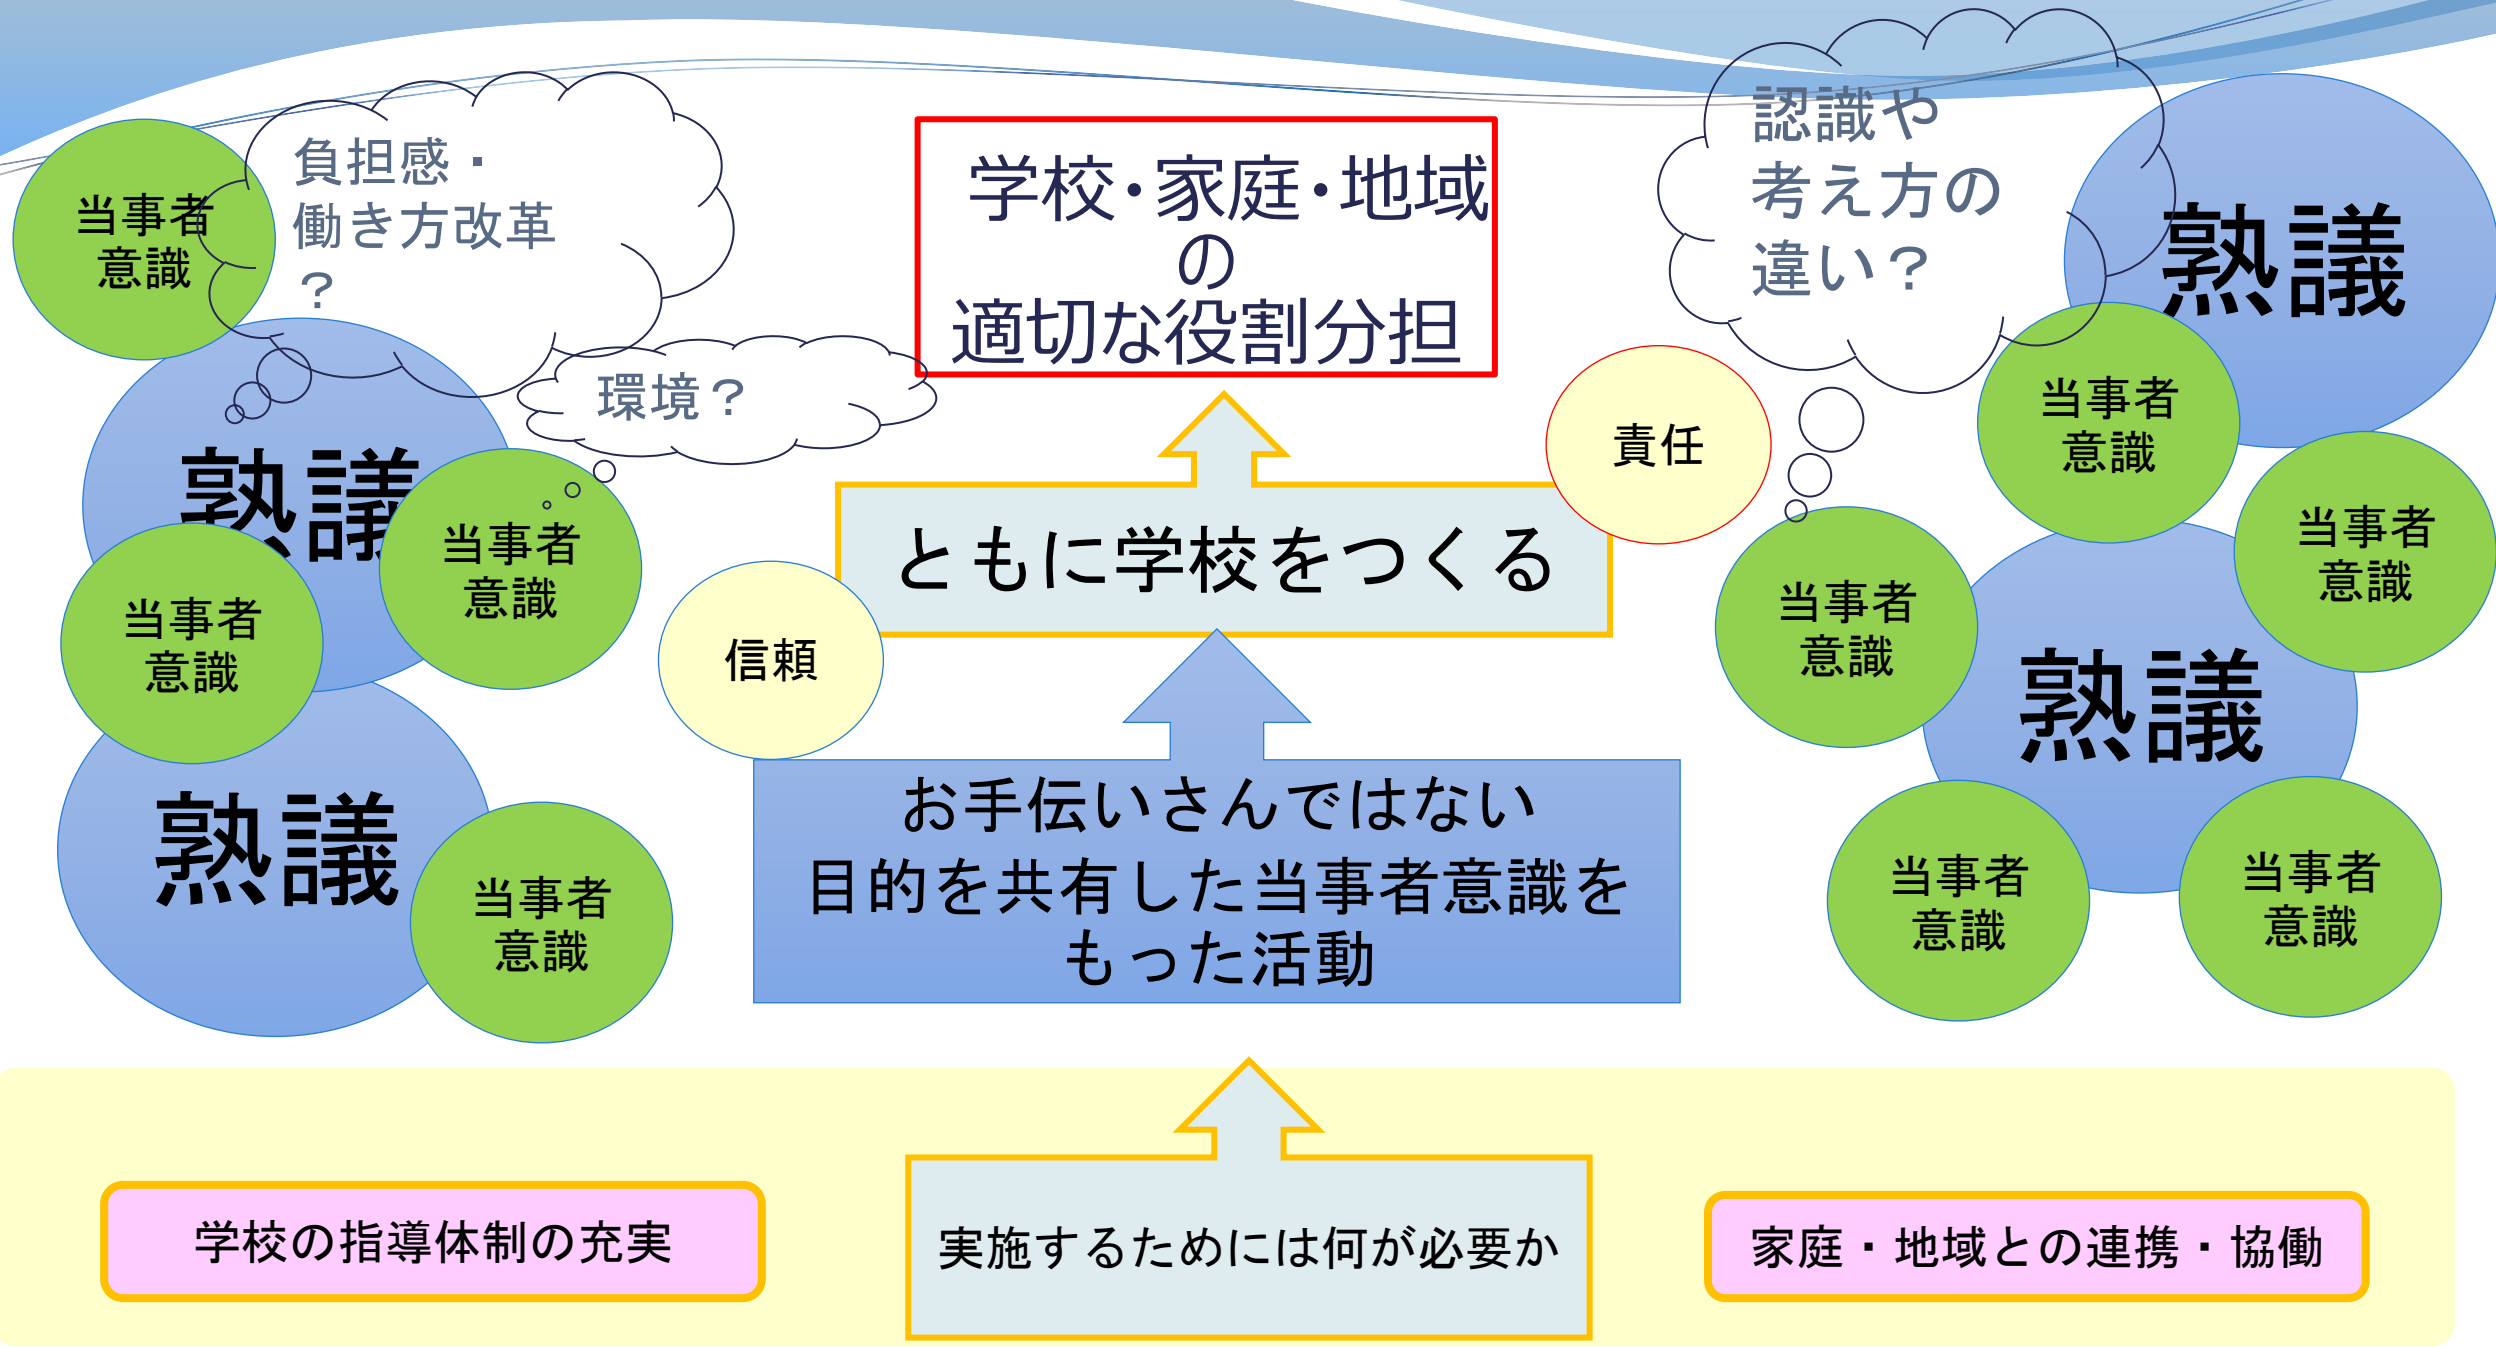 負担感・
働き方改革
？
認識や
考え方の
違い？
学校・家庭・地域
の
適切な役割分担
当事者
意識
熟議
環境？
責任
当事者
意識
熟議
当事者
意識
当事者
意識
ともに学校をつくる
当事者
意識
当事者
意識
信頼
熟議
お手伝いさんではない
目的を共有した当事者意識を
もった活動
熟議
当事者
意識
当事者
意識
当事者
意識
学校の指導体制の充実
実施するためには何が必要か
家庭・地域との連携・協働